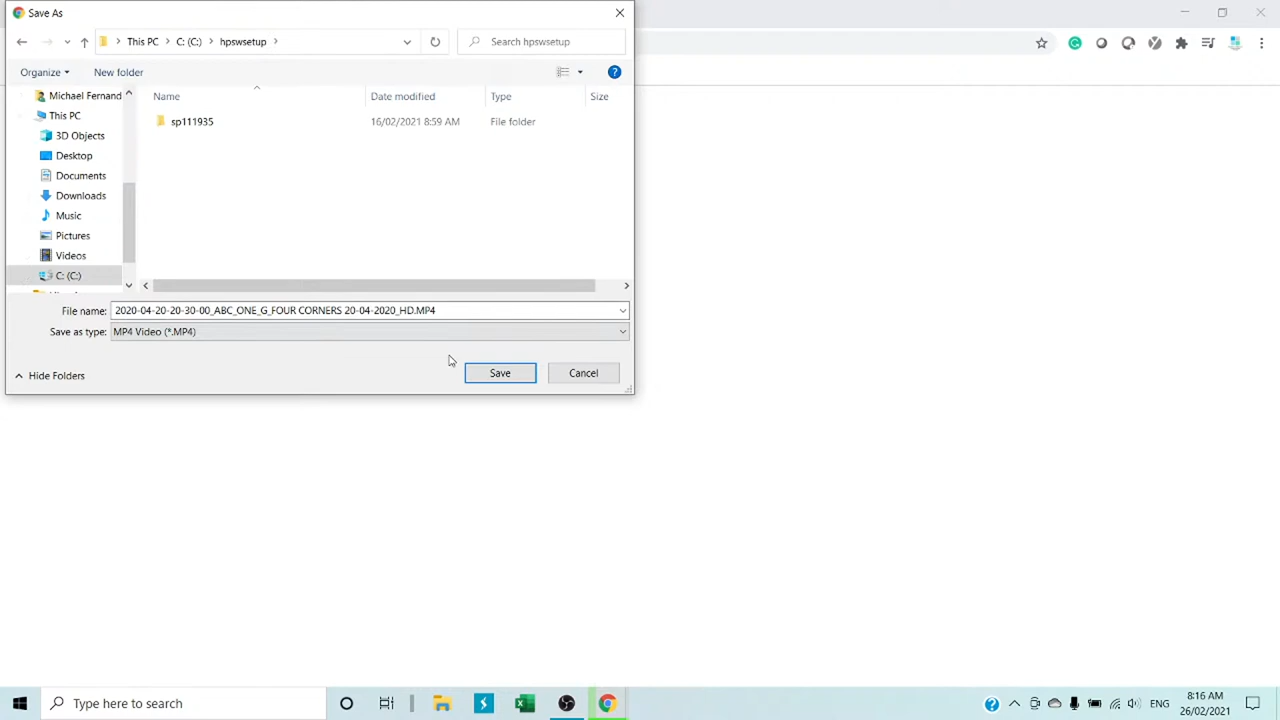 Save As
This PC
C: (C:)
hpswsetup
Search hpswsetup
Organize
New folder
Name
Date modified
Type
Size
Michael Fernand
This PC
3D Objects
Desktop
Documents
Downloads
Music
Pictures
Videos
C: (C:)
sp111935
16/02/2021 8:59 AM
File folder
File name:
2020-04-20-20-30-00_ABC_ONE_G_FOUR CORNERS 20-04-2020_HD.MP4
Save as type:
MP4 Video (*.MP4)
Hide Folders
Save
Cancel
Type here to search
ENG
8:16 AM
26/02/2021